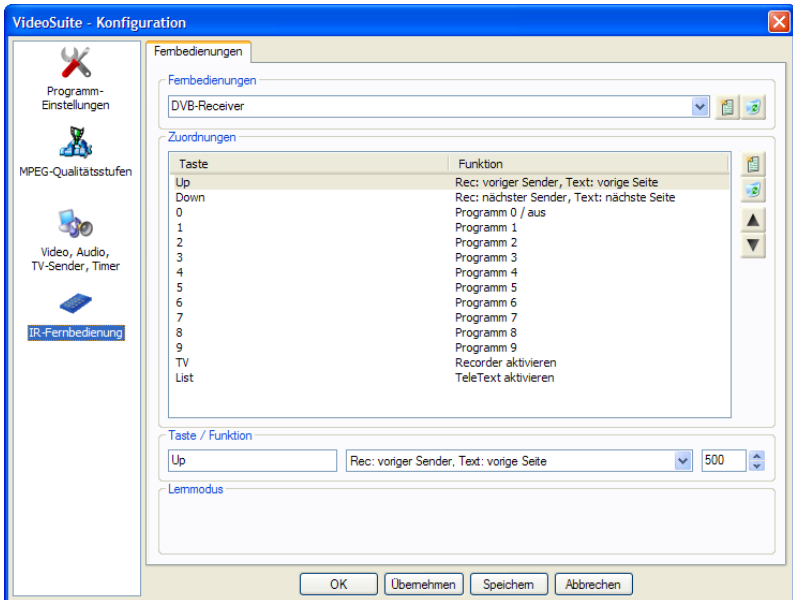 VideoSuite - Konfiguration
Programm-
Einstellungen
MPEG-Qualitätsstufen
Video, Audio,
TV-Sender, Timer
IR-Fernbedienung
Fernbedienungen
Fernbedienungen
DVB-Receiver
Zuordnungen
Taste Funktion
Up Rec: voriger Sender, Text: vorige Seite
Down Rec: nächster Sender, Text: nächste Seite
0 Programm 0 / aus
1 Programm 1
2 Programm 2
3 Programm 3
4 Programm 4
5 Programm 5
6 Programm 6
7 Programm 7
8 Programm 8
9 Programm 9
TV Recorder aktivieren
List TeleText aktivieren
Taste / Funktion
Up Rec: voriger Sender, Text: vorige Seite 500
Lernmodus
OK Übernehmen Speichern Abbrechen